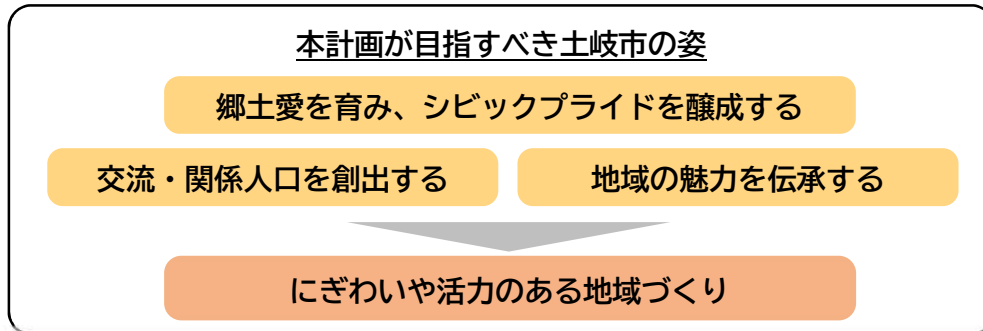 本計画が目指すべき土岐市の姿
郷土愛を育み、シビックプライドを醸成する
交流・関係人口を創出する
地域の魅力を伝承する
にぎわいや活力のある地域づくり